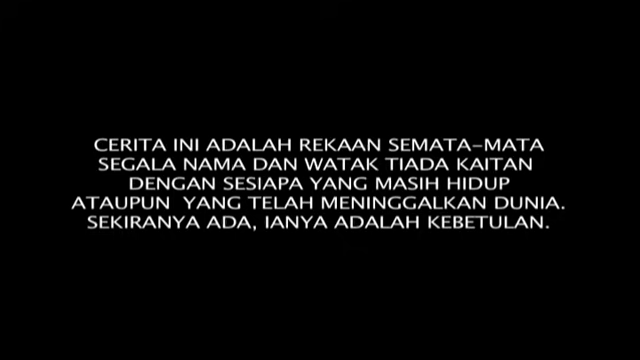 CERITA INI ADALAH REKAAN SEMATA-MATA
SEGALA NAMA DAN WATAK TIADA KAITAN
DENGAN SESIAPA YANG MASIH HIDUP
ATAUPUN YANG TELAH MENINGGALKAN DUNIA.
SEKIRANYA ADA, IANYA ADALAH KEBETULAN.